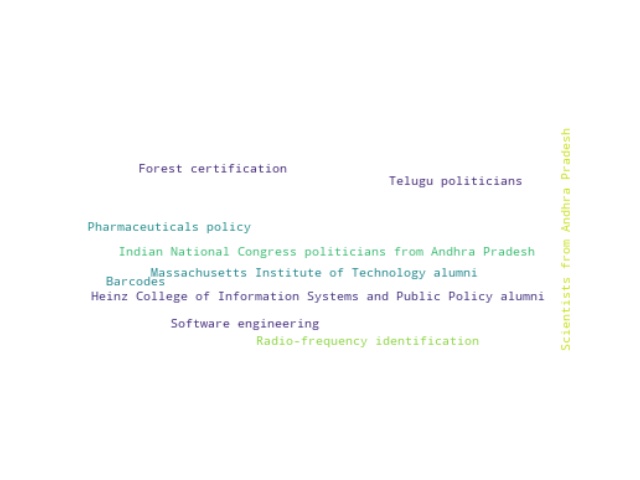 Forest certification
Telugu politicians
Scientists from Andhra Pradesh
Pharmaceuticals policy
Indian National Congress politicians from Andhra Pradesh
Massachusetts Institute of Technology alumni
Barcodes
Heinz College of Information Systems and Public Policy alumni
Software engineering
Radio-frequency identification